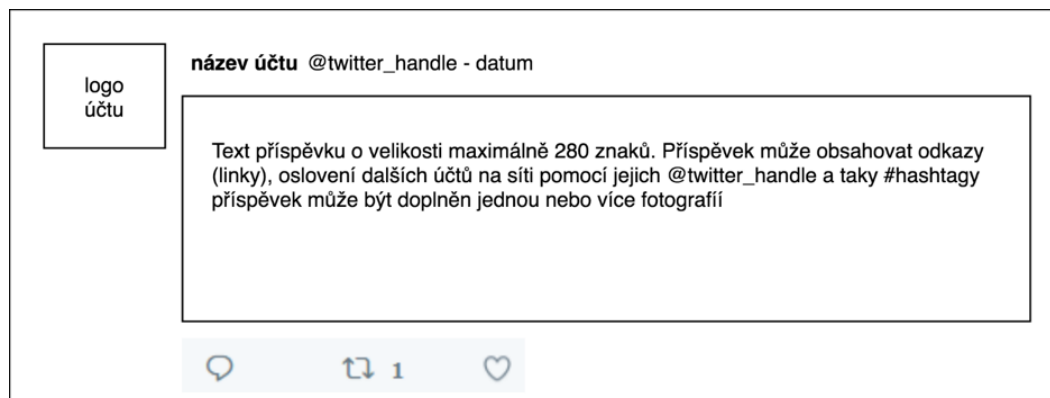 logo
účtu
název účtu @twitter_handle - datum
Text příspěvku o velikosti maximálně 280 znaků. Příspěvek může obsahovat odkazy
(linky), oslovení dalších účtů na síti pomocí jejich @twitter_handle a taky #hashtagy
příspěvek může být doplněn jednou nebo více fotografíí
1